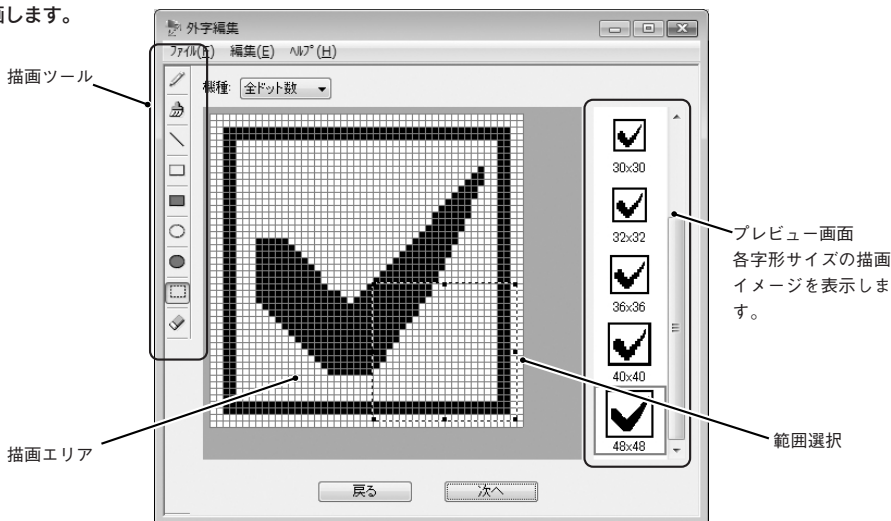 画します。
外字編集
ﾌｧｲﾙ(F) 編集(E) ﾍﾙﾌﾟ(H)
描画ツール
機種: 全ドット数
30x30
32x32
36x36
40x40
48x48
プレビュー画面
各字形サイズの描画
イメージを表示しま
す。
範囲選択
描画エリア
戻る 次へ